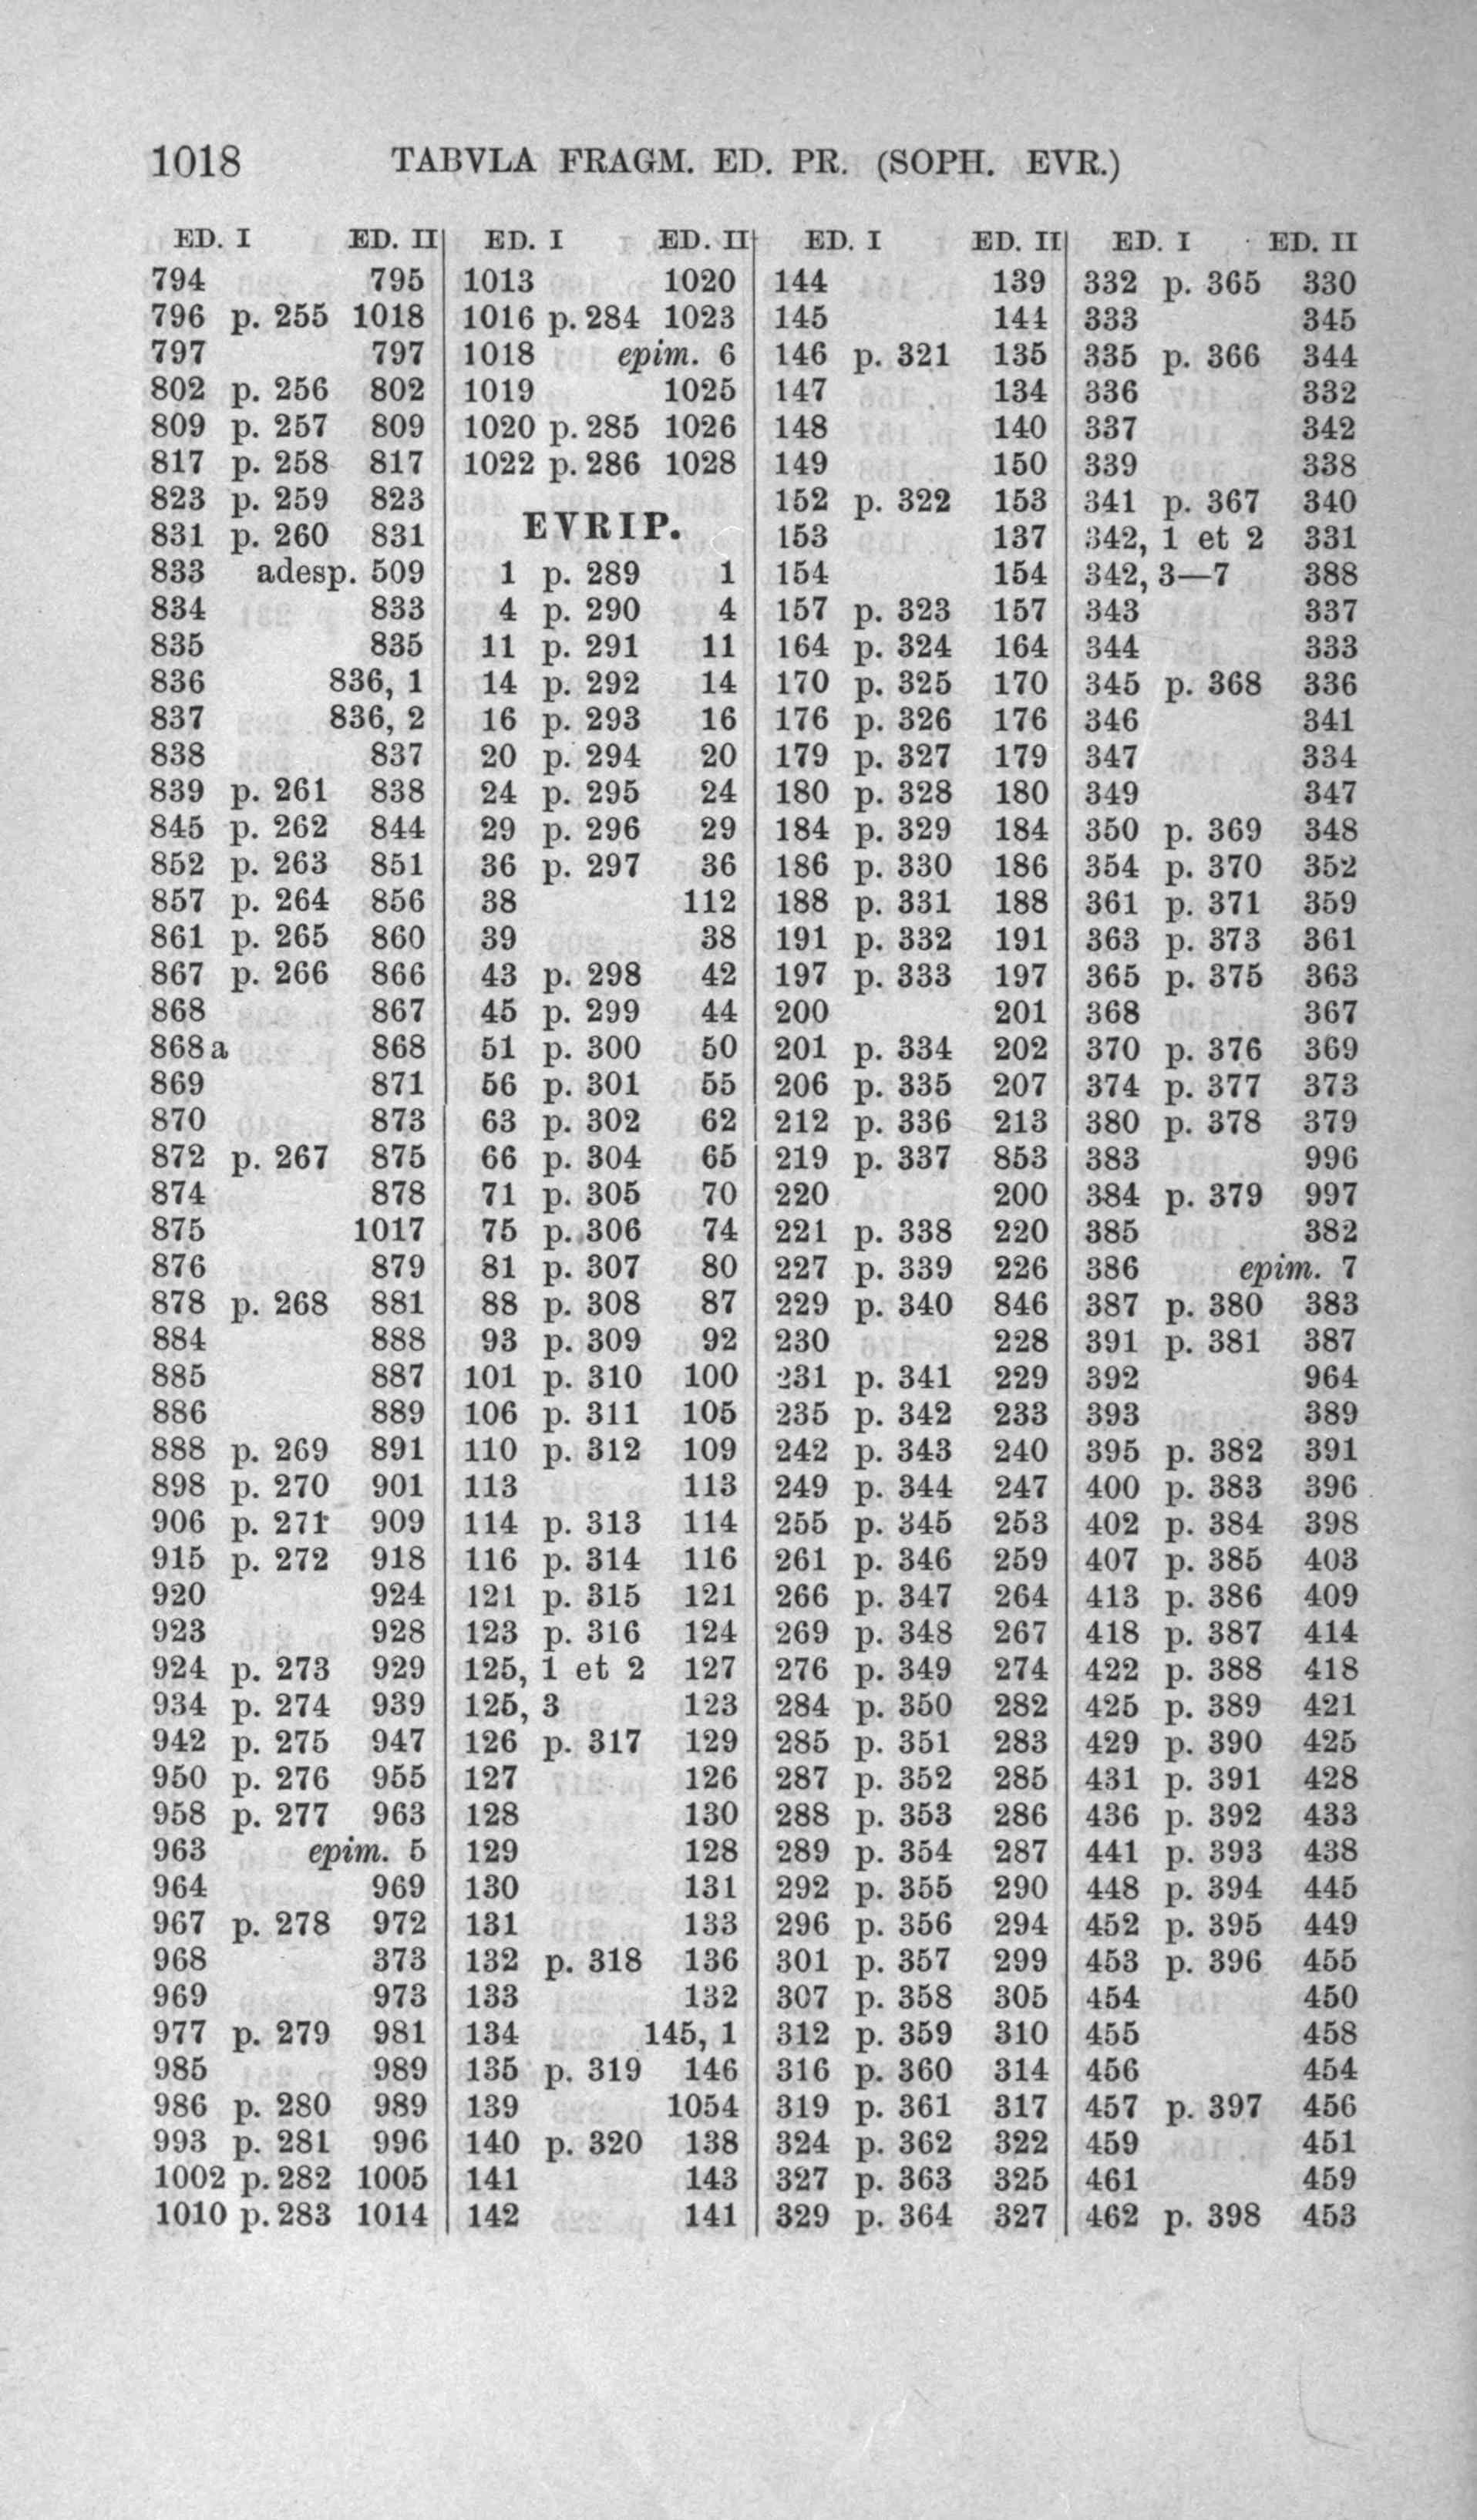 1018 TABVLA FRAGM. ED. PR. (SOPH. EVR.)
ED. I ED. II
794 795
796 p. 255 1018
797 797
802 p. 256 802
809 p. 257 809
817 p. 258 817
823 p. 259 823
831 p. 260 831
833 adesp. 509
834 833
835 835
836 836, 1
837 836, 2
838 837
839 p. 261 838
845 p. 262 844
852 p. 263 851
857 p. 264 856
861 p. 265 860
867 p. 266 866
868 867
868 a 868
869 871
870 873
872 p. 267 875
874 878
875 1017
876 879
878 p. 268 881
884 888
885 887
886 889
888 p. 269 891
898 p. 270 901
906 p. 271 909
915 p. 272 918
920 924
923 928
924 p. 273 929
934 p. 274 939
942 p. 275 947
950 p. 276 955
958 p. 277 963
963 epim. 5
964 969
967 p. 278 972
968 373
969 973
977 p. 279 981
985 989
986 p. 280 989
993 p. 281 996
1002 p. 282 1005
1010 p. 283 1014
ED. I ED. II
1013 1020
1016 p. 284 1023
1018 epim. 6
1019 1025
1020 p. 285 1026
1022 p. 286 1028
EVRIP.
1 p. 289 1
4 p. 290 4
11 p. 291 11
14 p. 292 14
16 p. 293 16
20 p. 294 20
24 p. 295 24
29 p. 296 29
36 p. 297 36
38 112
39 38
43 p. 298 42
45 p. 299 44
51 p. 300 50
56 p. 301 55
63 p. 302 62
66 p. 304 65
71 p. 305 70
75 p. 306 74
81 p. 307 80
88 p. 308 87
93 p. 309 92
101 p. 310 100
106 p. 311 105
110 p. 312 109
113 113
114 p. 313 114
116 p. 314 116
121 p. 315 121
123 p. 316 124
125, 1 et 2 127
125, 3 123
126 p. 317 129
127 126
128 130
129 128
130 131
131 133
132 p. 318 136
133 132
134 145, 1
135 p. 319 146
139 1054
140 p. 320 138
141 143
142 141
ED. I ED. II
144 139
145 144
146 p. 321 135
147 134
148 140
149 150
152 p. 322 153
153 137
154 154
157 p. 323 157
164 p. 324 164
170 p. 325 170
176 p. 326 176
179 p. 327 179
180 p. 328 180
184 p. 329 184
186 p. 330 186
188 p. 331 188
191 p. 332 191
197 p. 333 197
200 201
201 p. 334 202
206 p. 335 207
212 p. 336 213
219 p. 337 853
220 200
221 p. 338 220
227 p. 339 226
229 p. 340 846
230 228
231 p. 341 229
235 p. 342 233
242 p. 343 240
249 p. 344 247
255 p. 345 253
261 p. 346 259
266 p. 347 264
269 p. 348 267
276 p. 349 274
284 p. 350 282
285 p. 351 283
287 p. 352 285
288 p. 353 286
289 p. 354 287
292 p. 355 290
296 p. 356 294
301 p. 357 299
307 p. 358 305
312 p. 359 310
316 p. 360 314
319 p. 361 317
324 p. 362 322
327 p. 363 325
329 p. 364 327
ED. I ED. II
332 p. 365 330
333 345
335 p. 366 344
336 332
337 342
339 338
341 p. 367 340
342, 1 et 2 331
342, 3—7 388
343 337
344 333
345 p. 368 336
346 341
347 334
349 347
350 p. 369 348
354 p. 370 352
361 p. 371 359
363 p. 373 361
365 p. 375 363
368 367
370 p. 376 369
374 p. 377 373
380 p. 378 379
383 996
384 p. 379 997
385 382
386 epim. 7
387 p. 380 383
391 p. 381 387
392 964
393 389
395 p. 382 391
400 p. 383 396
402 p. 384 398
407 p. 385 403
413 p. 386 409
418 p. 387 414
422 p. 388 418
425 p. 389 421
429 p. 390 425
431 p. 391 428
436 p. 392 433
441 p. 393 438
448 p. 394 445
452 p. 395 449
453 p. 396 455
454 450
455 458
456 454
457 p. 397 456
459 451
461 459
462 p. 398 453